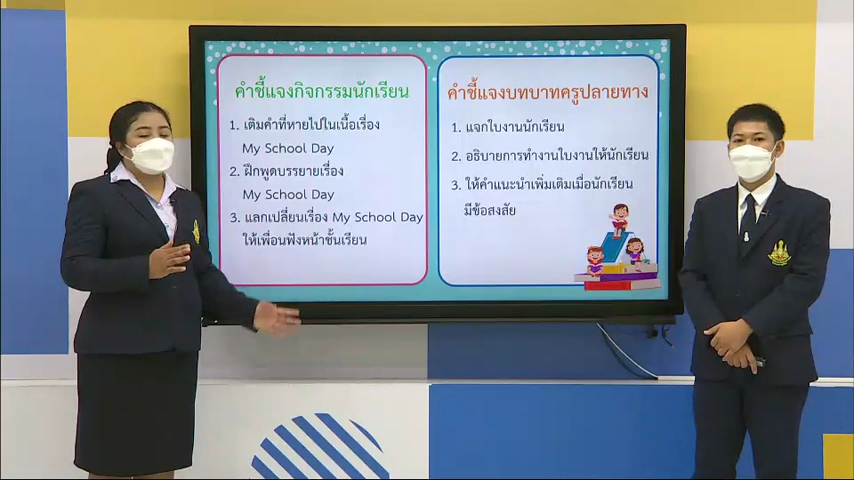 คำชี้แจงกิจกรรมนักเรียน
1. เติมคำที่หายไปในเนื้อเรื่อง
My School Day
2. ฝึกพูดบรรยายเรื่อง
My School Day
3. แลกเปลี่ยนเรื่อง My School Day
ให้เพื่อนฟังหน้าชั้นเรียน
คำชี้แจงบทบาทครูปลายทาง
1. แจกใบงานนักเรียน
2. อธิบายการทำงานใบงานให้นักเรียน
3. ให้คำแนะนำเพิ่มเติมเมื่อนักเรียน
มีข้อสงสัย